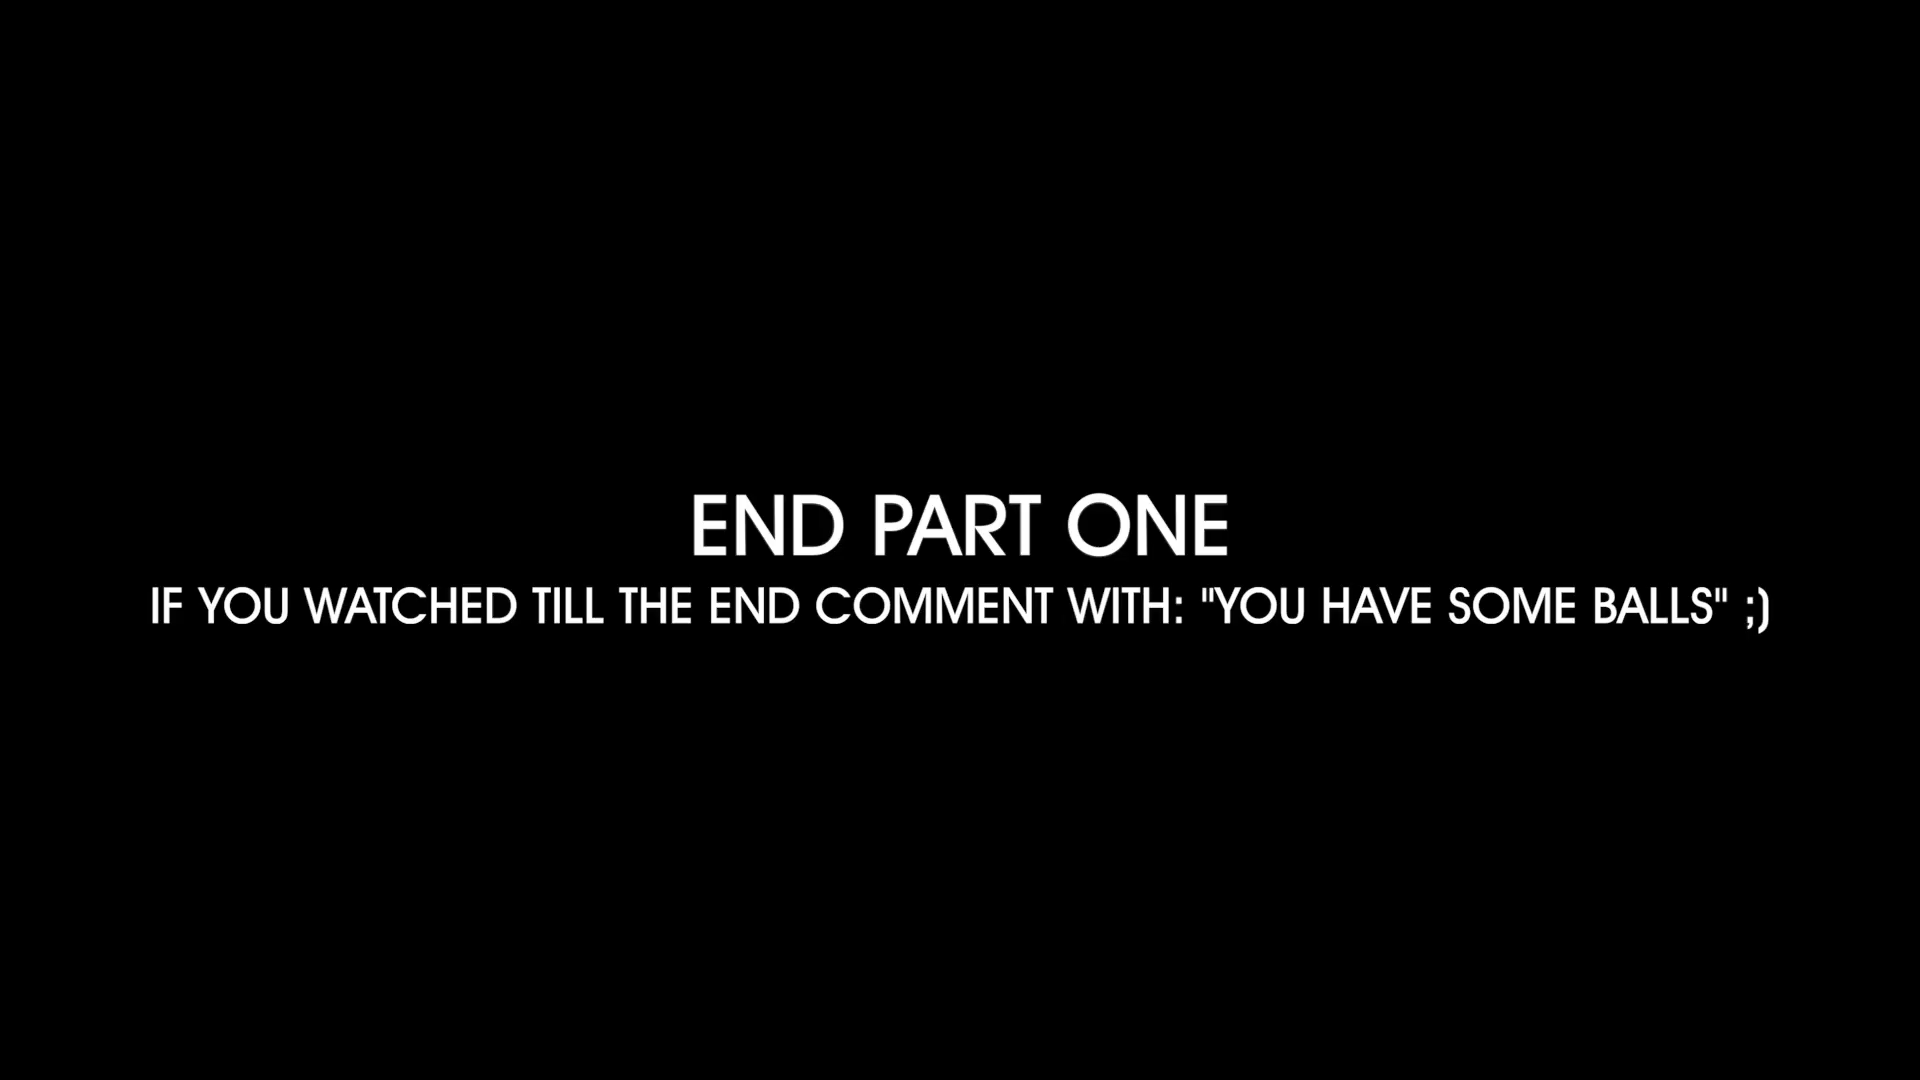 END PART ONE
IF YOU WATCHED TILL THE END COMMENT WITH: "YOU HAVE SOME BALLS" ;)